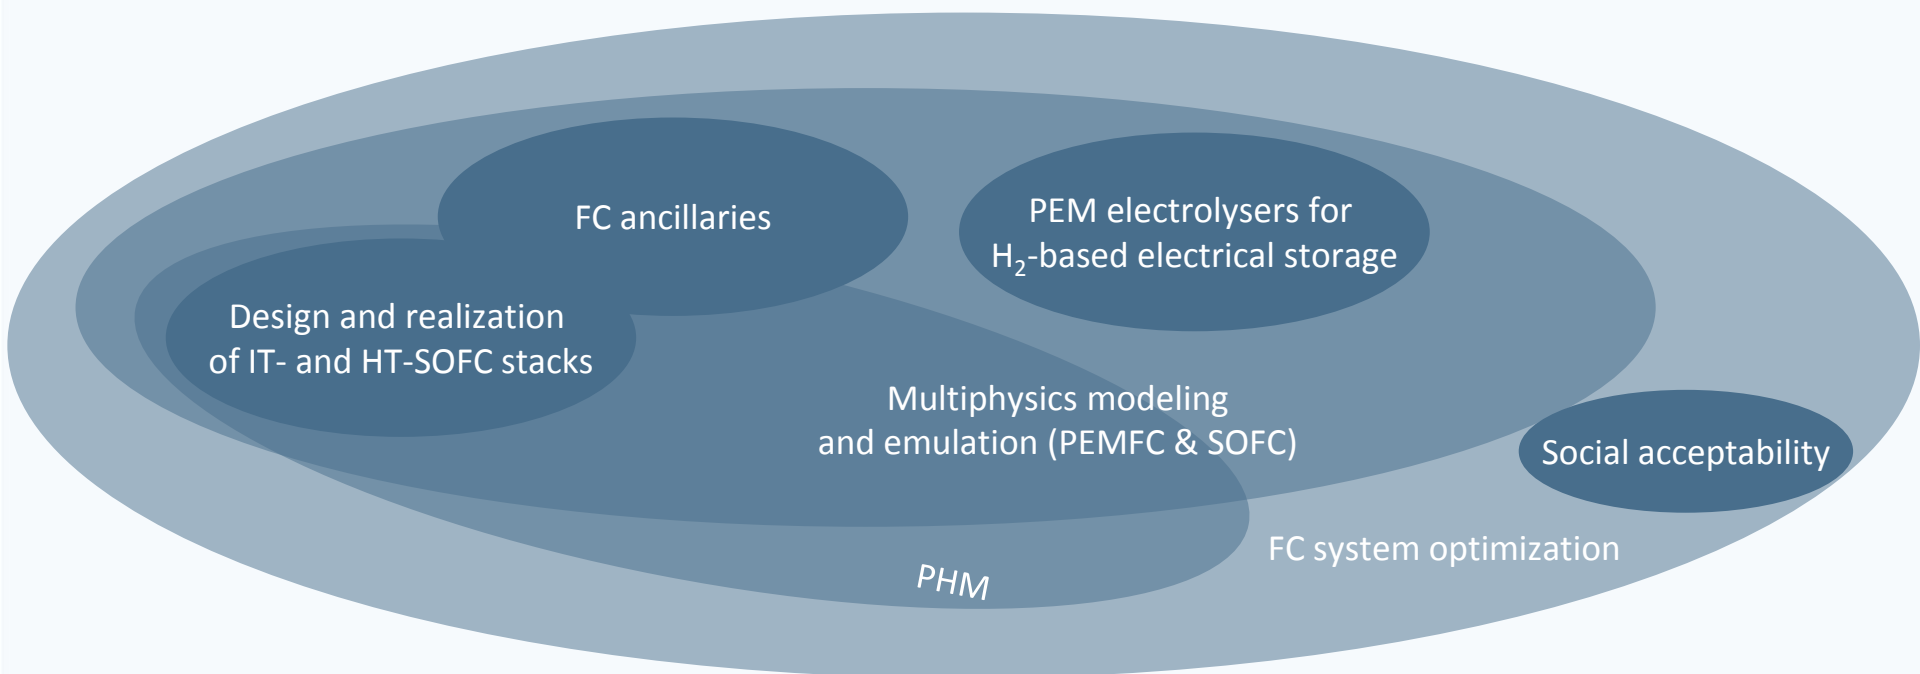 FC ancillaries
PEM electrolysers for
H₂-based electrical storage
Design and realization
of IT- and HT-SOFC stacks
Multiphysics modeling
and emulation (PEMFC & SOFC)
Social acceptability
FC system optimization
PHM